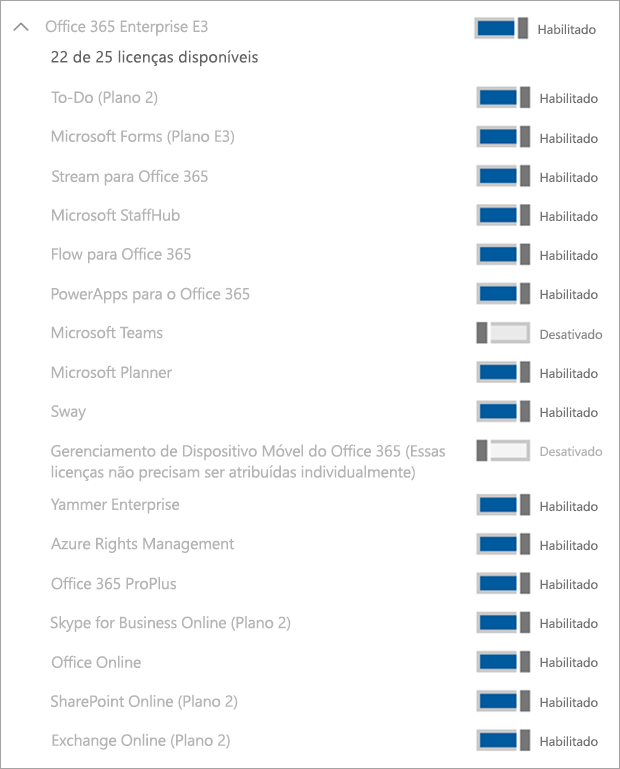 Office 365 Enterprise E3 Habilitado
22 de 25 licenças disponíveis
To-Do (Plano 2) Habilitado
Microsoft Forms (Plano E3) Habilitado
Stream para Office 365 Habilitado
Microsoft StaffHub Habilitado
Flow para Office 365 Habilitado
PowerApps para o Office 365 Habilitado
Microsoft Teams Desativado
Microsoft Planner Habilitado
Sway Habilitado
Gerenciamento de Dispositivo Móvel do Office 365 (Essas Desativado
licenças não precisam ser atribuídas individualmente)
Yammer Enterprise Habilitado
Azure Rights Management Habilitado
Office 365 ProPlus Habilitado
Skype for Business Online (Plano 2) Habilitado
Office Online Habilitado
SharePoint Online (Plano 2) Habilitado
Exchange Online (Plano 2) Habilitado